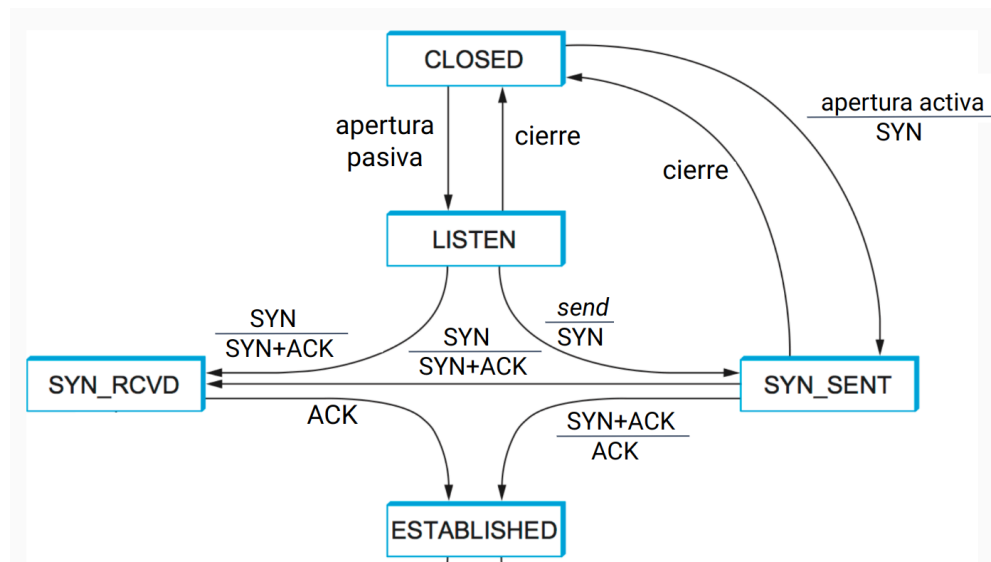 CLOSED
apertura activa
SYN
apertura
pasiva
cierre
cierre
LISTEN
SYN
SYN+ACK
SYN
SYN+ACK
send
SYN
SYN_RCVD
SYN_SENT
ACK
SYN+ACK
ACK
ESTABLISHED